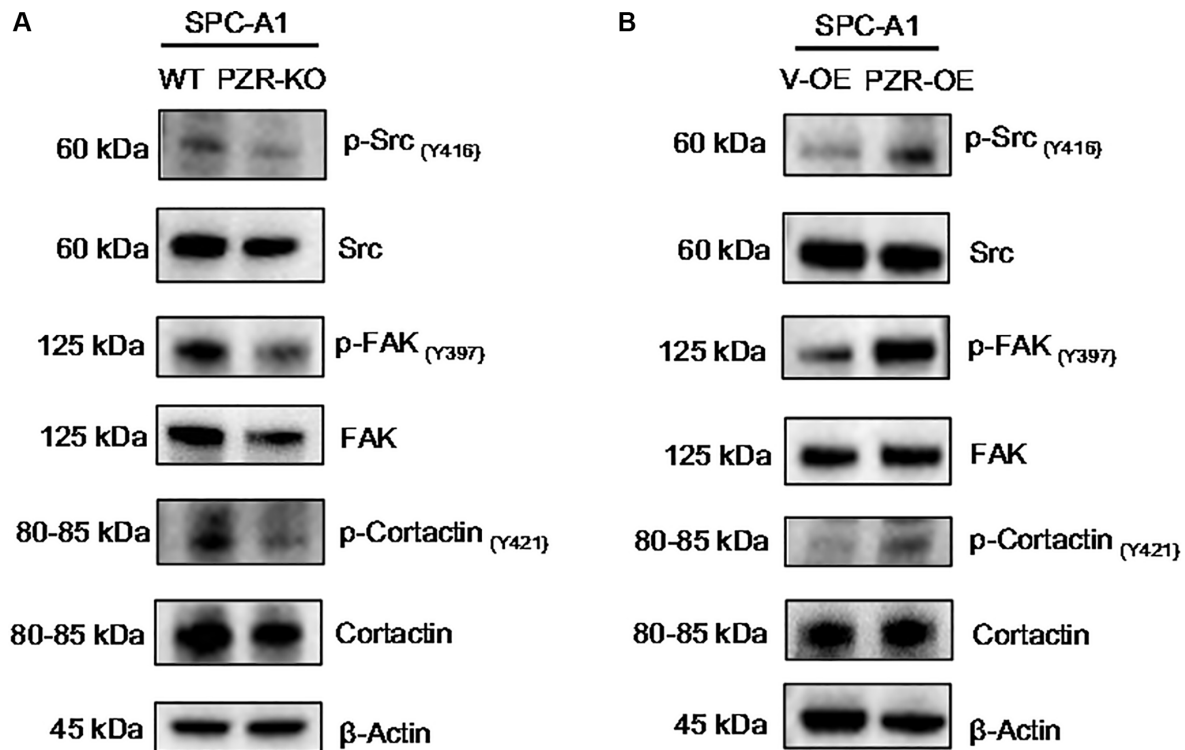 A
SPC-A1
WT PZR-KO
60 kDa p-Src {Y416}
60 kDa Src
125 kDa p-FAK {Y397}
125 kDa FAK
80-85 kDa p-Cortactin {Y421}
80-85 kDa Cortactin
45 kDa β-Actin
B
SPC-A1
V-OE PZR-OE
60 kDa p-Src {Y416}
60 kDa Src
125 kDa p-FAK {Y397}
125 kDa FAK
80-85 kDa p-Cortactin {Y421}
80-85 kDa Cortactin
45 kDa β-Actin